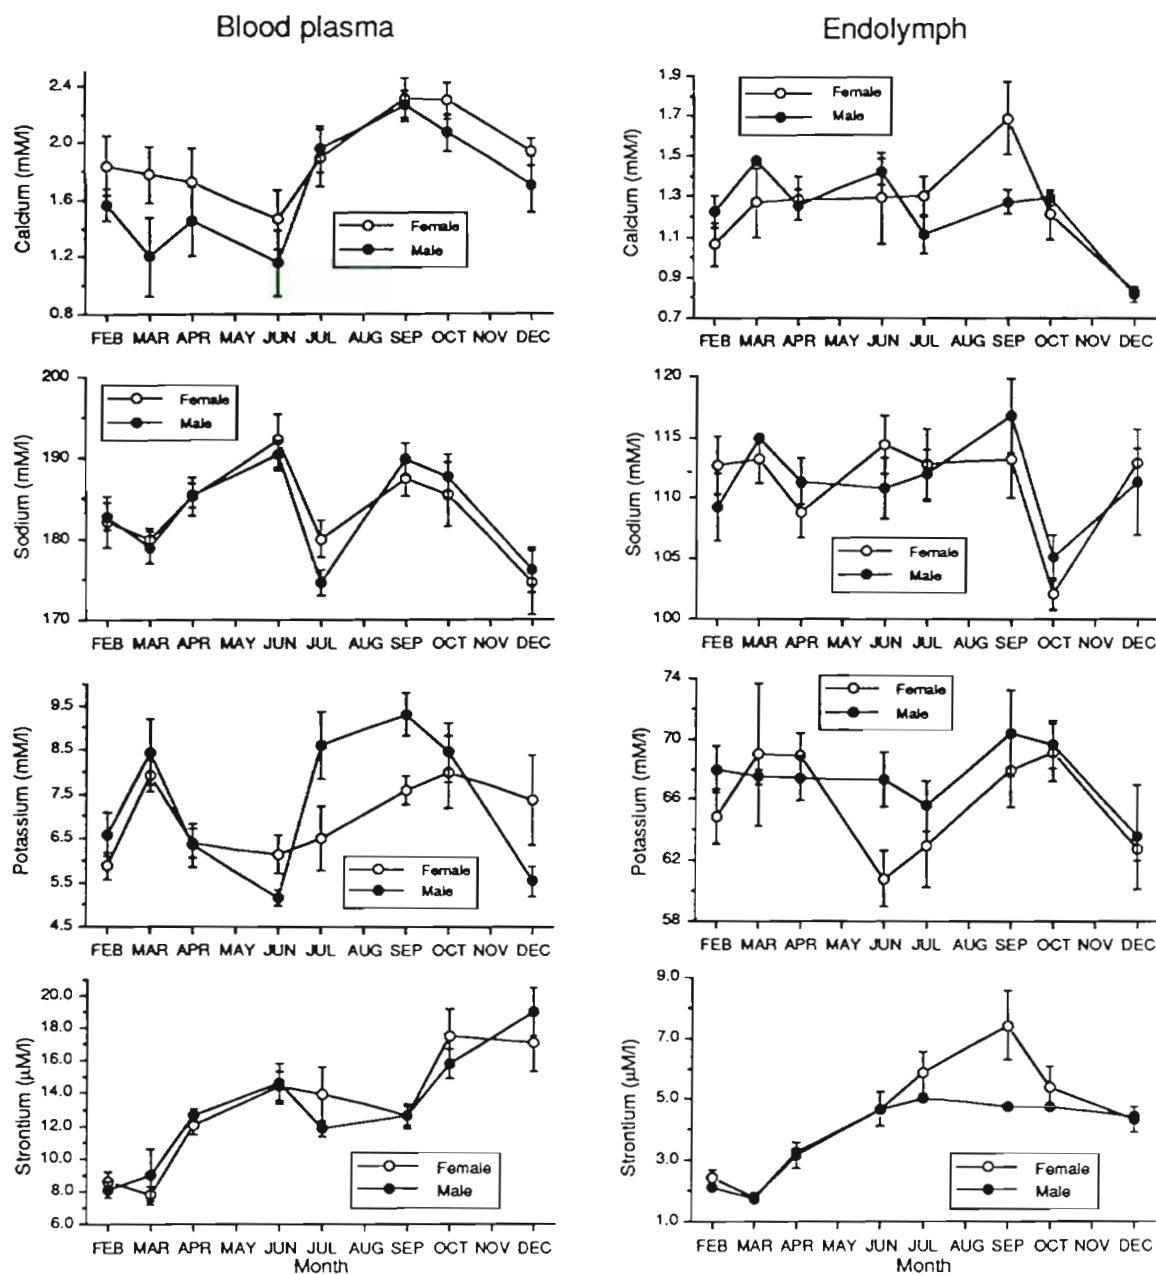 Blood plasma
Endolymph
Calcium (mM/l)
2.4
2.0
1.6
1.2
0.8
Female
Male
FEB MAR APR MAY JUN JUL AUG SEP OCT NOV DEC
Calcium (mM/l)
1.9
1.7
1.5
1.3
1.1
0.9
0.7
Female
Male
FEB MAR APR MAY JUN JUL AUG SEP OCT NOV DEC
Sodium (mM/l)
200
190
180
170
Female
Male
FEB MAR APR MAY JUN JUL AUG SEP OCT NOV DEC
Sodium (mM/l)
120
115
110
105
100
Female
Male
FEB MAR APR MAY JUN JUL AUG SEP OCT NOV DEC
Potassium (mM/l)
9.5
8.5
7.5
6.5
5.5
4.5
Female
Male
FEB MAR APR MAY JUN JUL AUG SEP OCT NOV DEC
Potassium (mM/l)
74
70
66
62
58
Female
Male
FEB MAR APR MAY JUN JUL AUG SEP OCT NOV DEC
Strontium (µM/l)
20.0
18.0
16.0
14.0
12.0
10.0
8.0
6.0
Female
Male
FEB MAR APR MAY JUN JUL AUG SEP OCT NOV DEC
Month
Strontium (µM/l)
9.0
7.0
5.0
3.0
1.0
Female
Male
FEB MAR APR MAY JUN JUL AUG SEP OCT NOV DEC
Month